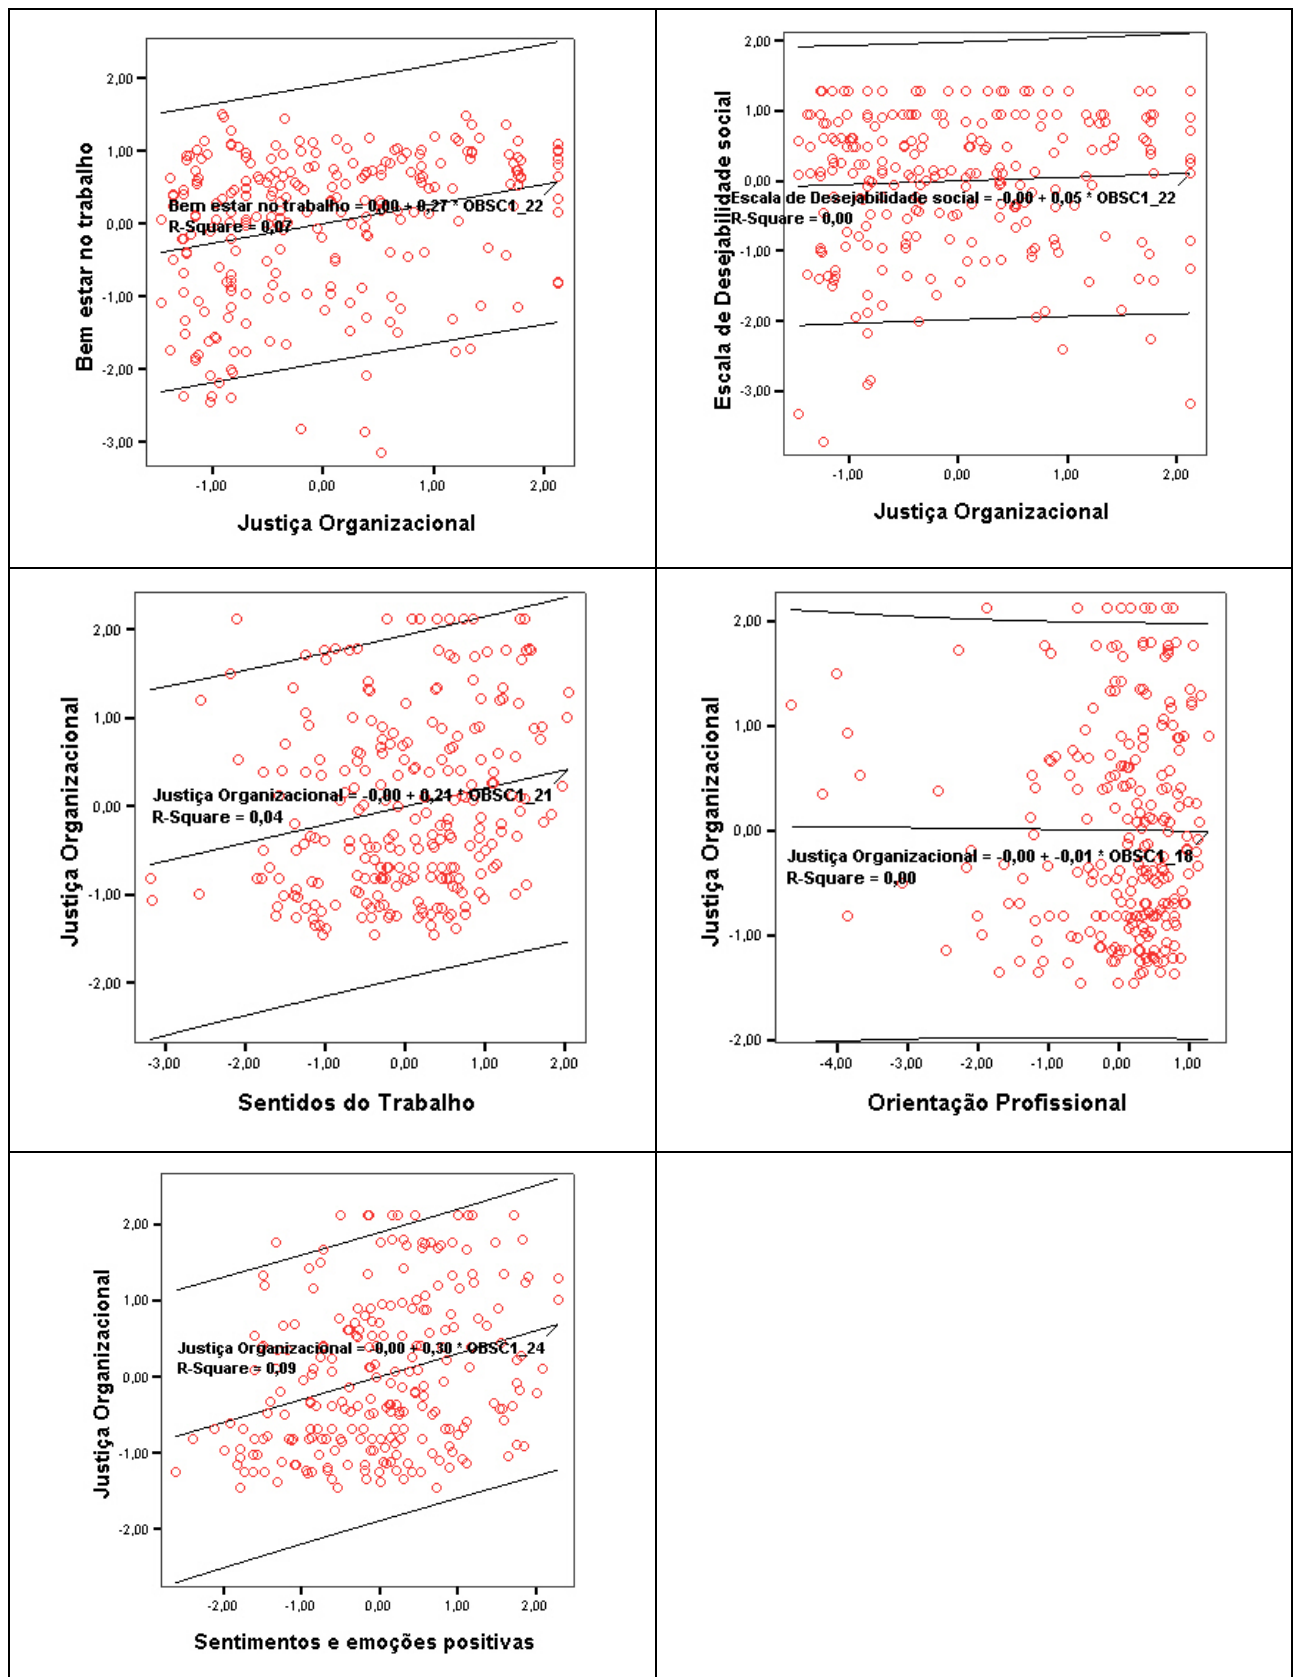 Bem estar no trabalho
2,00
1,00
0,00
-1,00
-2,00
-3,00
Bem estar no trabalho = 0,00 + 0,27 * OBSC1_22
R-Square = 0,07
-1,00 0,00 1,00 2,00
Justiça Organizacional
Escala de Desejabilidade social
2,00
1,00
0,00
-1,00
-2,00
-3,00
Escala de Desejabilidade social = -0,00 + 0,05 * OBSC1_22
R-Square = 0,00
-1,00 0,00 1,00 2,00
Justiça Organizacional
Justiça Organizacional
2,00
1,00
0,00
-1,00
-2,00
Justiça Organizacional = -0,00 + 0,21 * OBSC1_21
R-Square = 0,04
-3,00 -2,00 -1,00 0,00 1,00 2,00
Sentidos do Trabalho
Justiça Organizacional
2,00
1,00
0,00
-1,00
-2,00
Justiça Organizacional = -0,00 + -0,01 * OBSC1_18
R-Square = 0,00
-4,00 -3,00 -2,00 -1,00 0,00 1,00
Orientação Profissional
Justiça Organizacional
2,00
1,00
0,00
-1,00
-2,00
Justiça Organizacional = -0,00 + 0,30 * OBSC1_24
R-Square = 0,09
-2,00 -1,00 0,00 1,00 2,00
Sentimentos e emoções positivas